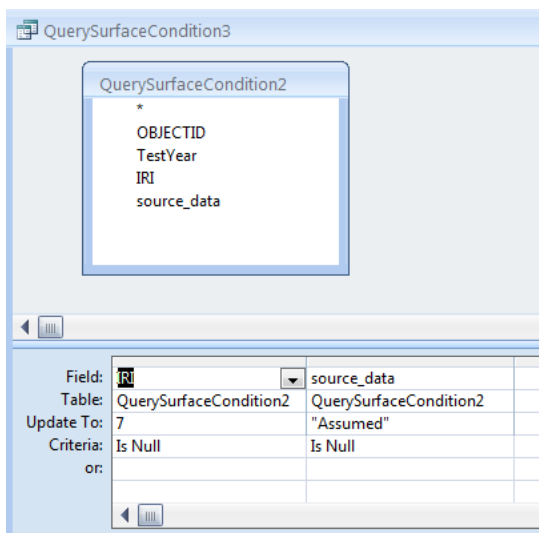 QuerySurfaceCondition3
QuerySurfaceCondition2
*
OBJECTID
TestYear
IRI
source_data
Field: IRI source_data
Table: QuerySurfaceCondition2 QuerySurfaceCondition2
Update To: 7 "Assumed"
Criteria: Is Null Is Null
or: